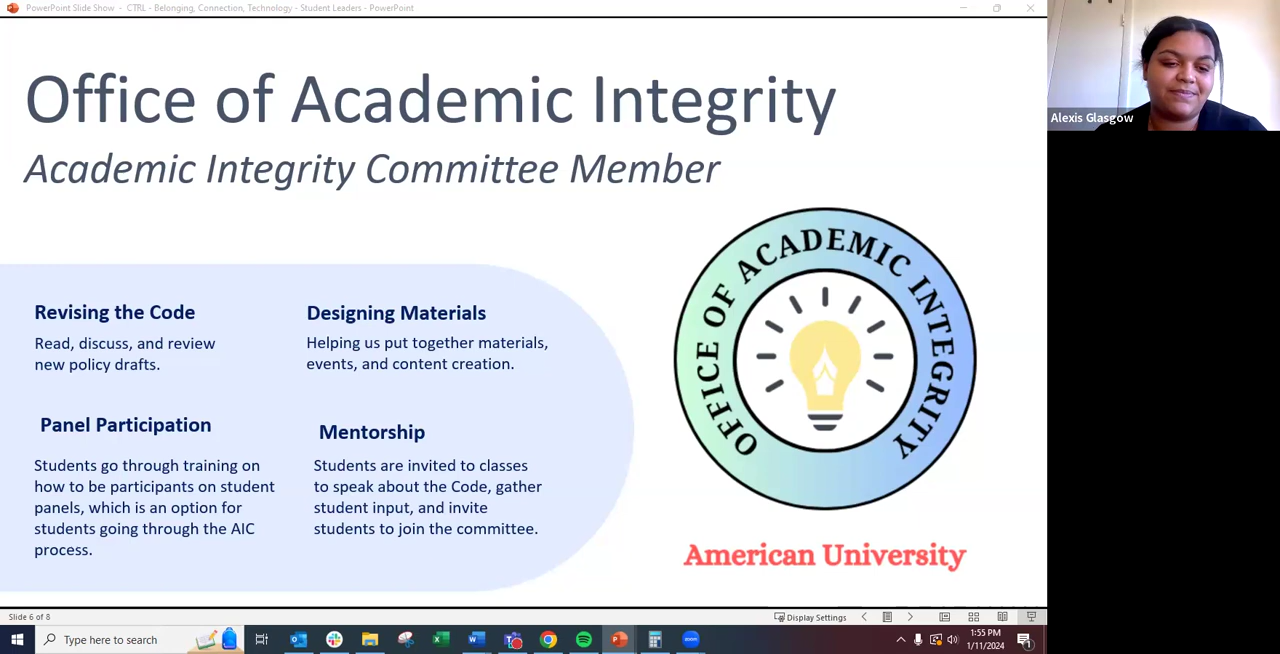 PowerPoint Slide Show - CTRL - Belonging, Connection, Technology - Student Leaders - PowerPoint
Office of Academic Integrity
Academic Integrity Committee Member
Alexis Glasgow
Revising the Code
Read, discuss, and review
new policy drafts.
Designing Materials
Helping us put together materials,
events, and content creation.
Panel Participation
Students go through training on
how to be participants on student
panels, which is an option for
students going through the AIC
process.
Mentorship
Students are invited to classes
to speak about the Code, gather
student input, and invite
students to join the committee.
OFFICE OF ACADEMIC INTEGRITY
American University
Slide 6 of 8
Display Settings
Type here to search
zoom
1:55 PM
1/11/2024
1